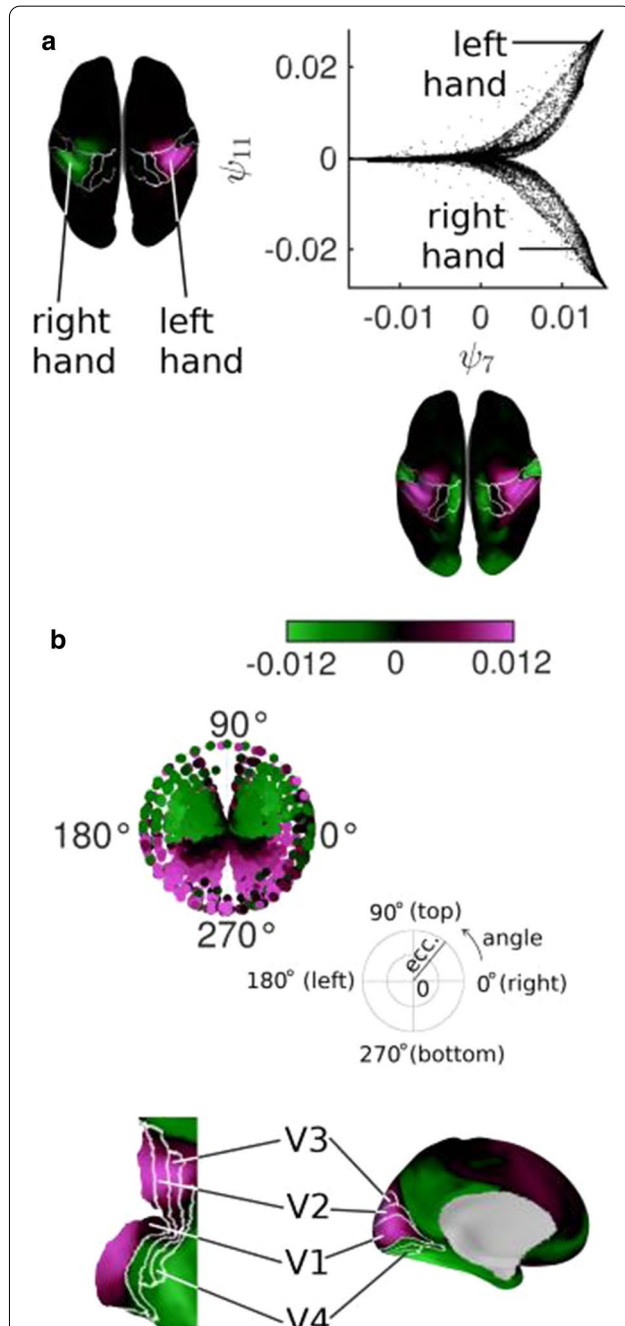 a
left
hand
0.02
ψ11
0
right
hand
-0.02
-0.01 0 0.01
ψ7
right
hand
left
hand
b
-0.012 0 0.012
90°
180° 0°
270°
90° (top)
angle
ecc.
180° (left) 0 0° (right)
270° (bottom)
V3
V2
V1
V4